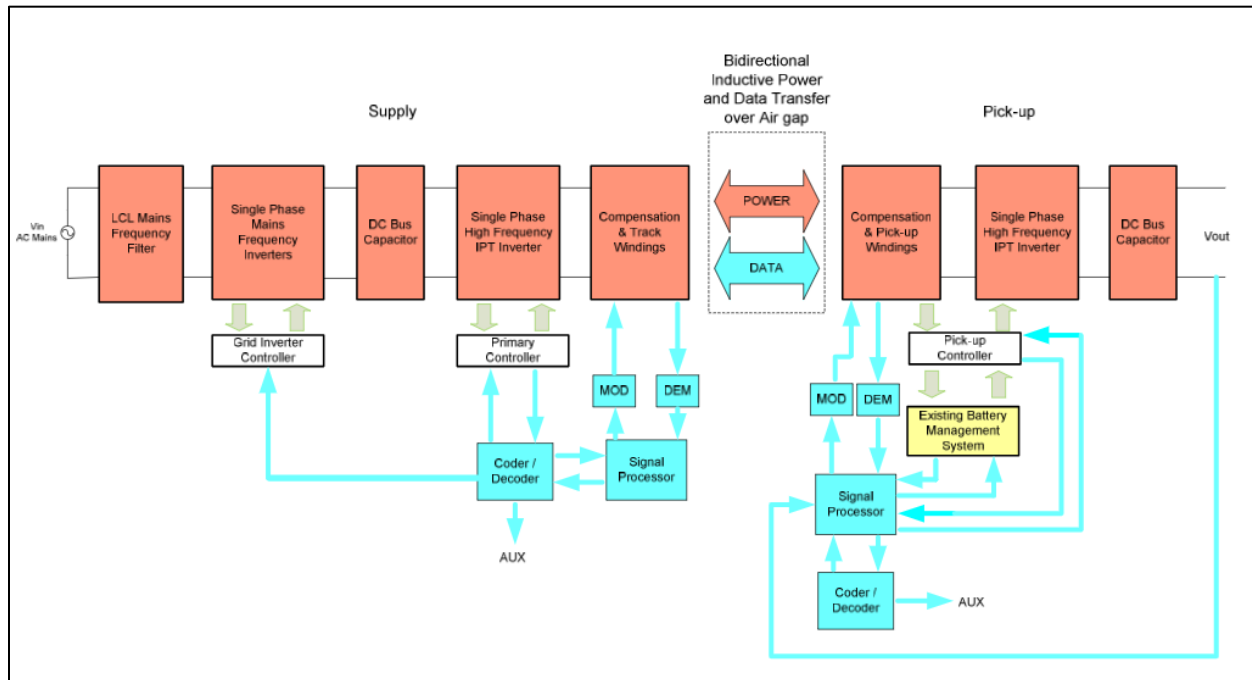 Bidirectional
Inductive Power
and Data Transfer
over Air gap
Supply
Pick-up
Vin
AC Mains
LCL Mains
Frequency
Filter
Single Phase
Mains
Frequency
Inverters
DC Bus
Capacitor
Single Phase
High Frequency
IPT Inverter
Compensation
& Track
Windings
POWER
DATA
Compensation
& Pick-up
Windings
Single Phase
High Frequency
IPT Inverter
DC Bus
Capacitor
Vout
Grid Inverter
Controller
Primary
Controller
Pick-up
Controller
MOD
DEM
MOD
DEM
Existing Battery
Management
System
Coder /
Decoder
Signal
Processor
Signal
Processor
AUX
Coder /
Decoder
AUX